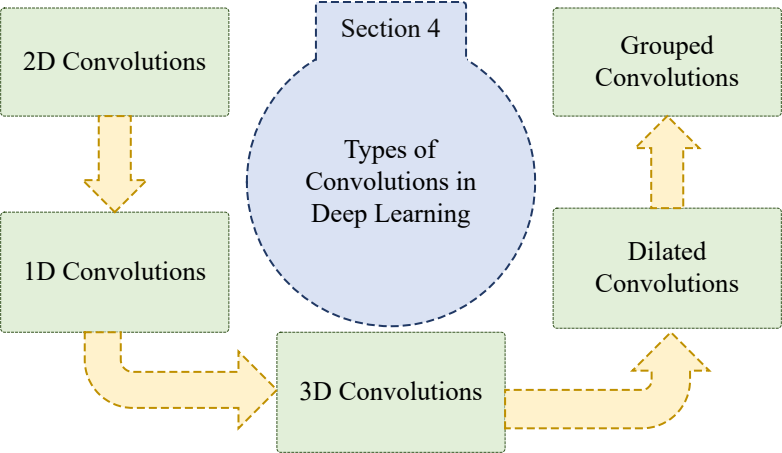 Section 4
Types of
Convolutions in
Deep Learning
2D Convolutions
1D Convolutions
3D Convolutions
Dilated
Convolutions
Grouped
Convolutions